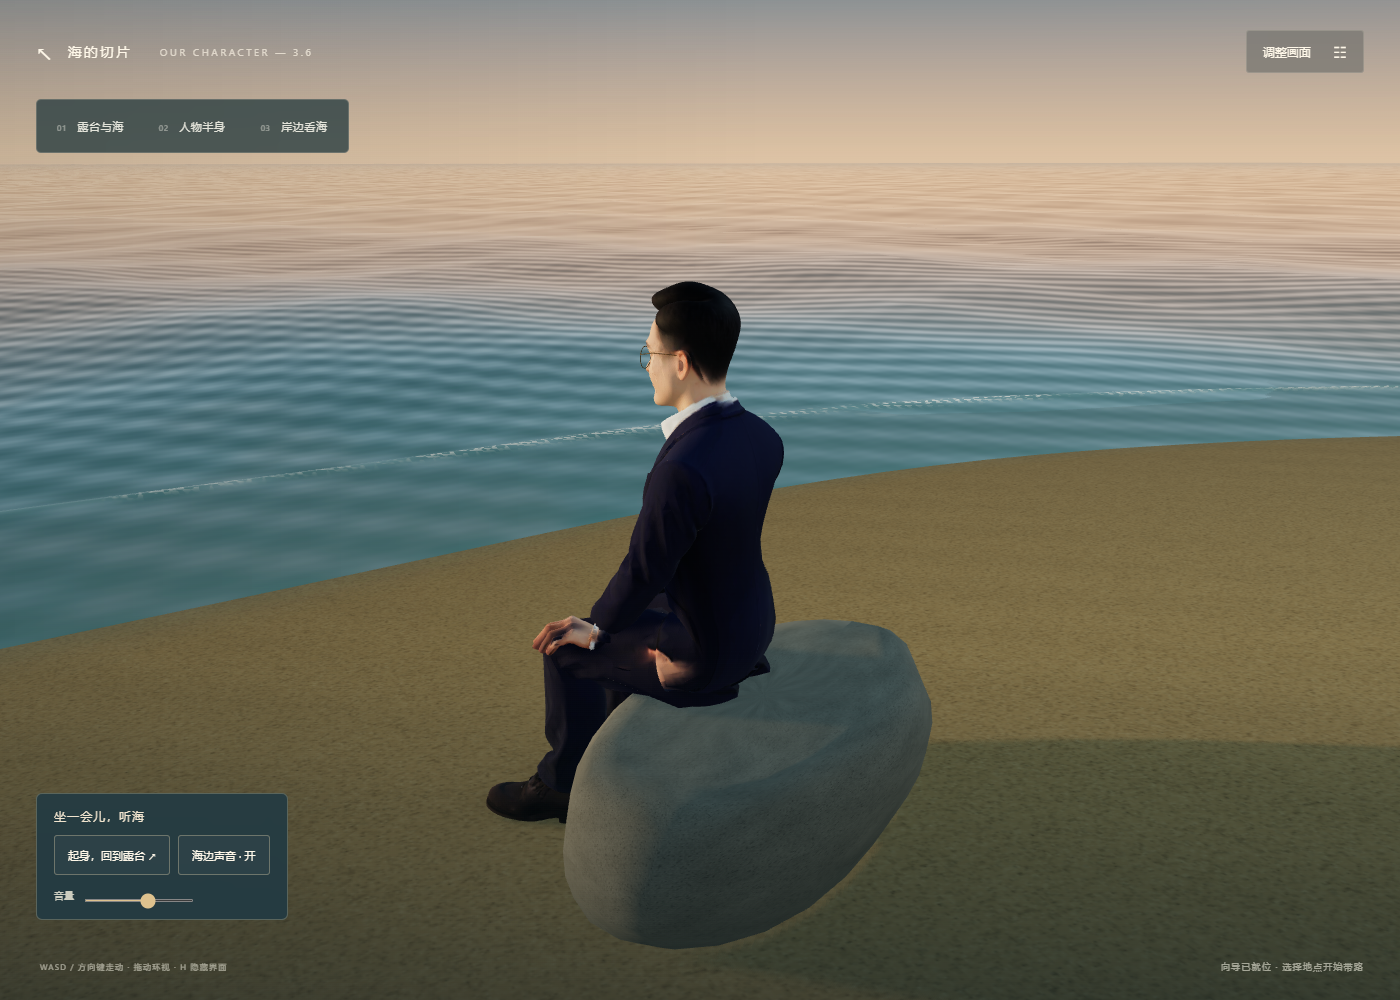 ↖ 海的切片 OUR CHARACTER — 3.6
调整画面
01 露台与海 02 人物半身 03 岸边看海
坐一会儿，听海
起身，回到露台 ↗ 海边声音 · 开
音量
WASD / 方向键走动 · 拖动环视 · H 隐藏界面
向导已就位 · 选择地点开始带路